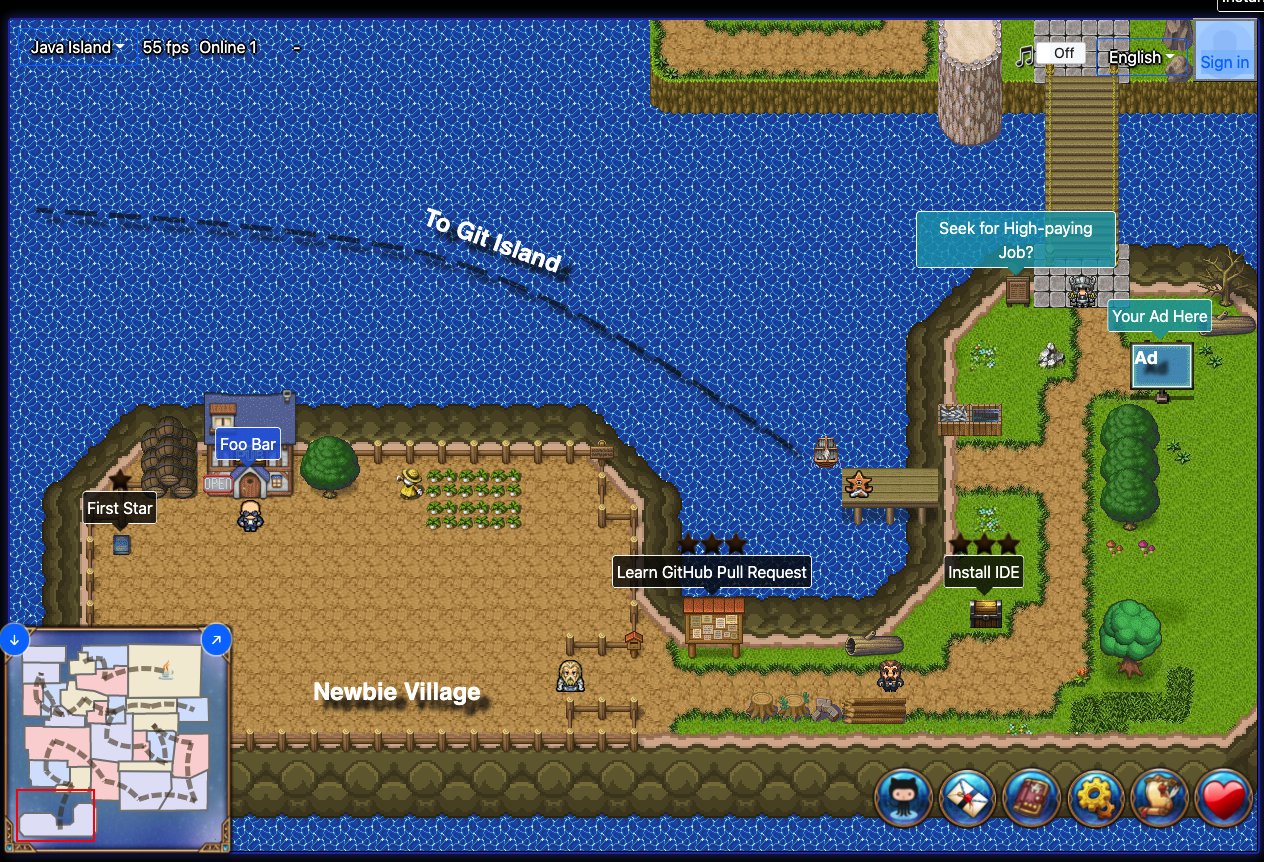 Java Island
55 fps
Online 1
-
Off
English
Sign in
To Git Island
Seek for High-paying
Job?
Your Ad Here
Ad
Foo Bar
OPEN
First Star
Learn GitHub Pull Request
Install IDE
Newbie Village